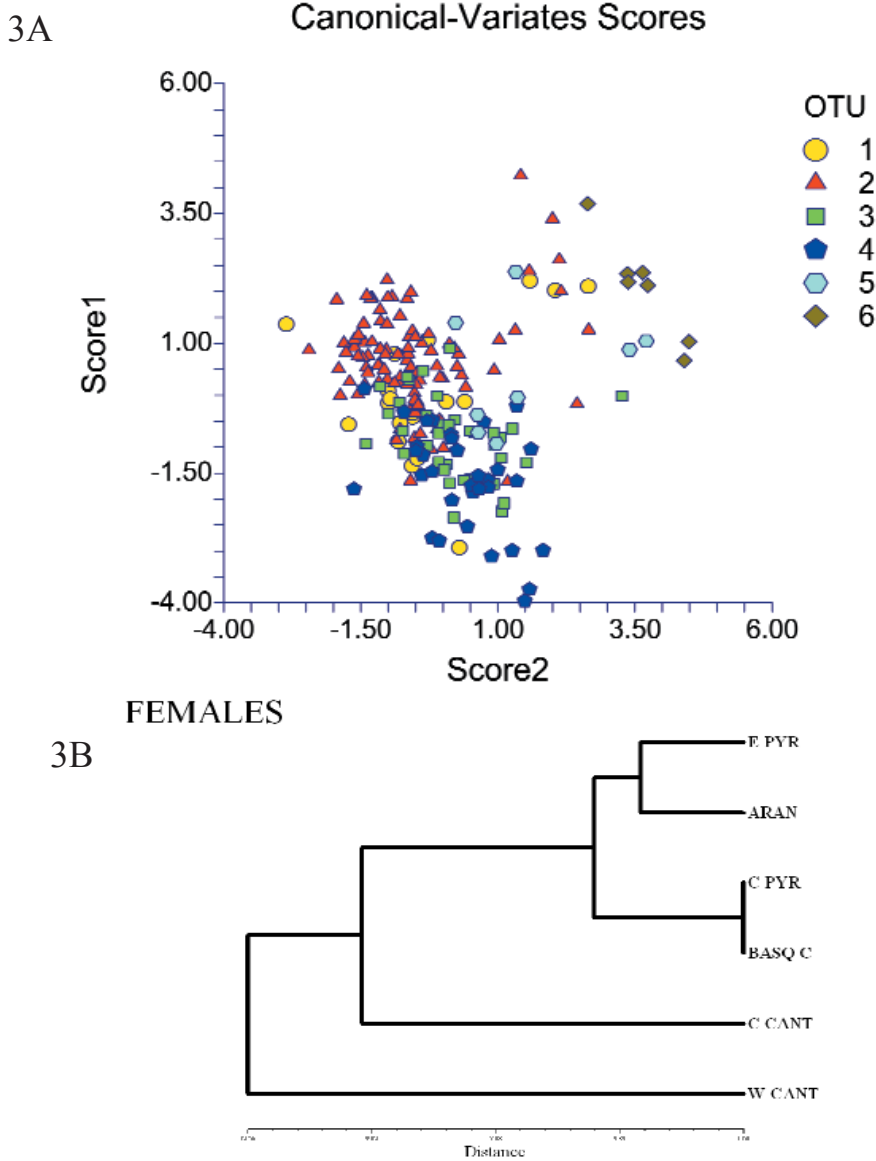 3A
Canonical-Variates Scores
6.00
3.50
1.00
-1.50
-4.00
Score1
-4.00
-1.50
1.00
3.50
6.00
Score2
OTU
1
2
3
4
5
6
FEMALES
3B
E PYR
ARAN
C PYR
BASQ C
C CANT
W CANT
Distance